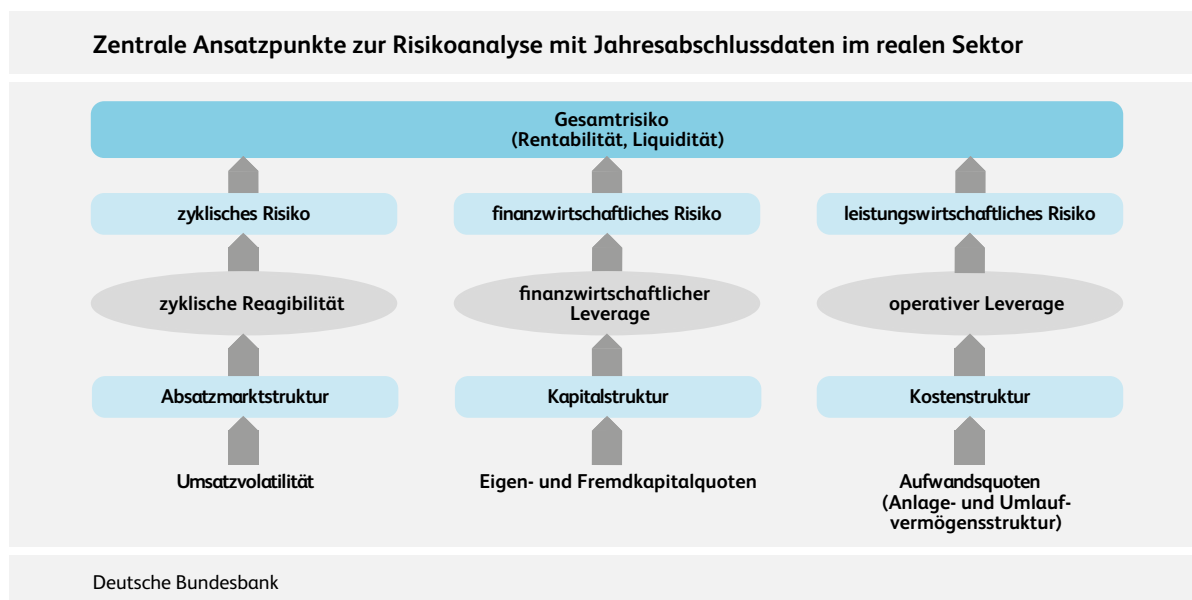 Zentrale Ansatzpunkte zur Risikoanalyse mit Jahresabschlussdaten im realen Sektor
Gesamtrisiko
(Rentabilität, Liquidität)
zyklisches Risiko
finanzwirtschaftliches Risiko
leistungswirtschaftliches Risiko
zyklische Reagibilität
finanzwirtschaftlicher
Leverage
operativer Leverage
Absatzmarktstruktur
Kapitalstruktur
Kostenstruktur
Umsatzvolatilität
Eigen- und Fremdkapitalquoten
Aufwandsquoten
(Anlage- und Umlauf-
vermögensstruktur)
Deutsche Bundesbank